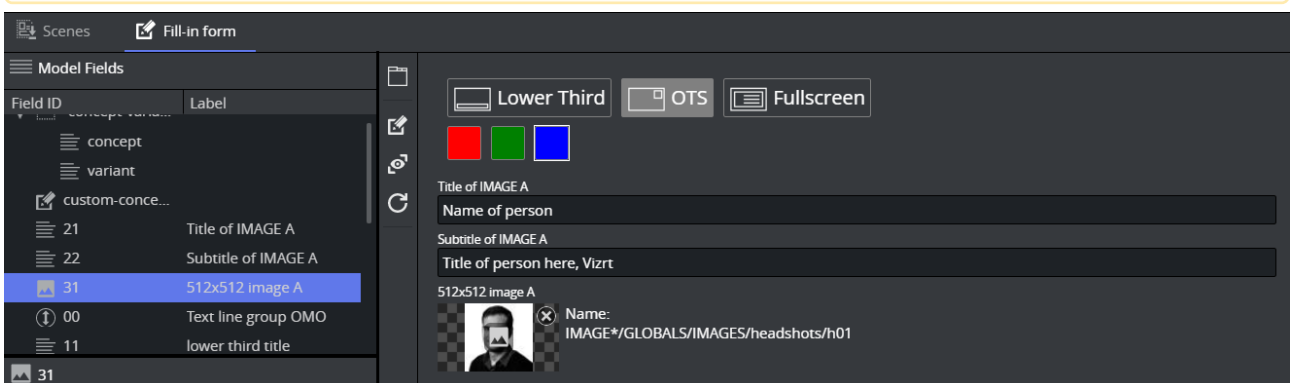 Scenes
Fill-in form
Model Fields
Field ID Label
concept-varia...
concept
variant
custom-conce...
21 Title of IMAGE A
22 Subtitle of IMAGE A
31 512x512 image A
00 Text line group OMO
11 lower third title
31
Lower Third OTS Fullscreen
Title of IMAGE A
Name of person
Subtitle of IMAGE A
Title of person here, Vizrt
512x512 image A
Name:
IMAGE*/GLOBALS/IMAGES/headshots/h01